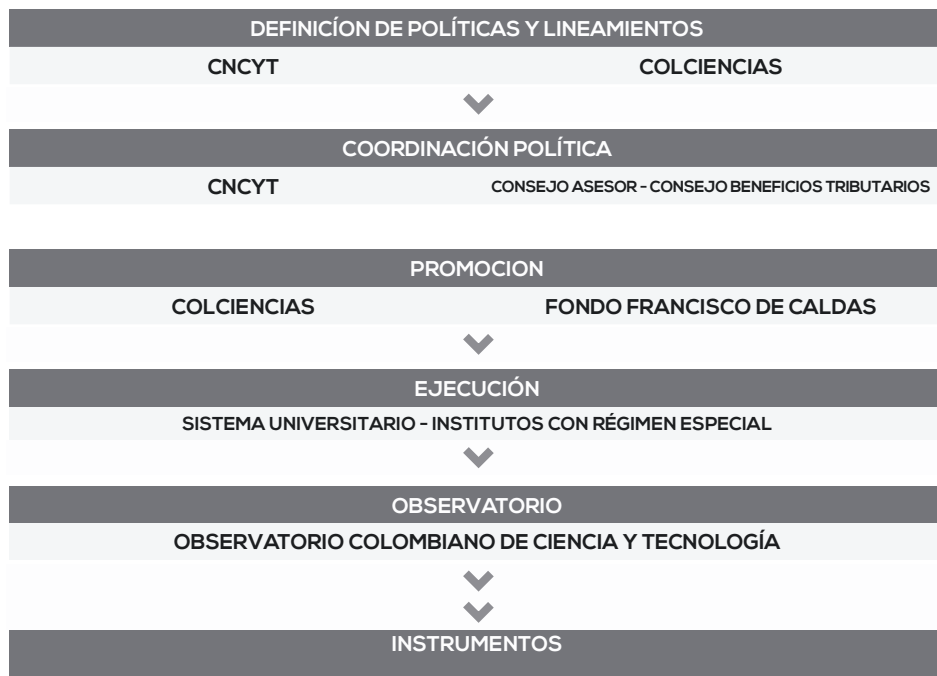 DEFINICÍON DE POLÍTICAS Y LINEAMIENTOS
CNCYT COLCIENCIAS
COORDINACIÓN POLÍTICA
CNCYT CONSEJO ASESOR - CONSEJO BENEFICIOS TRIBUTARIOS
PROMOCION
COLCIENCIAS FONDO FRANCISCO DE CALDAS
EJECUCIÓN
SISTEMA UNIVERSITARIO - INSTITUTOS CON RÉGIMEN ESPECIAL
OBSERVATORIO
OBSERVATORIO COLOMBIANO DE CIENCIA Y TECNOLOGÍA
INSTRUMENTOS